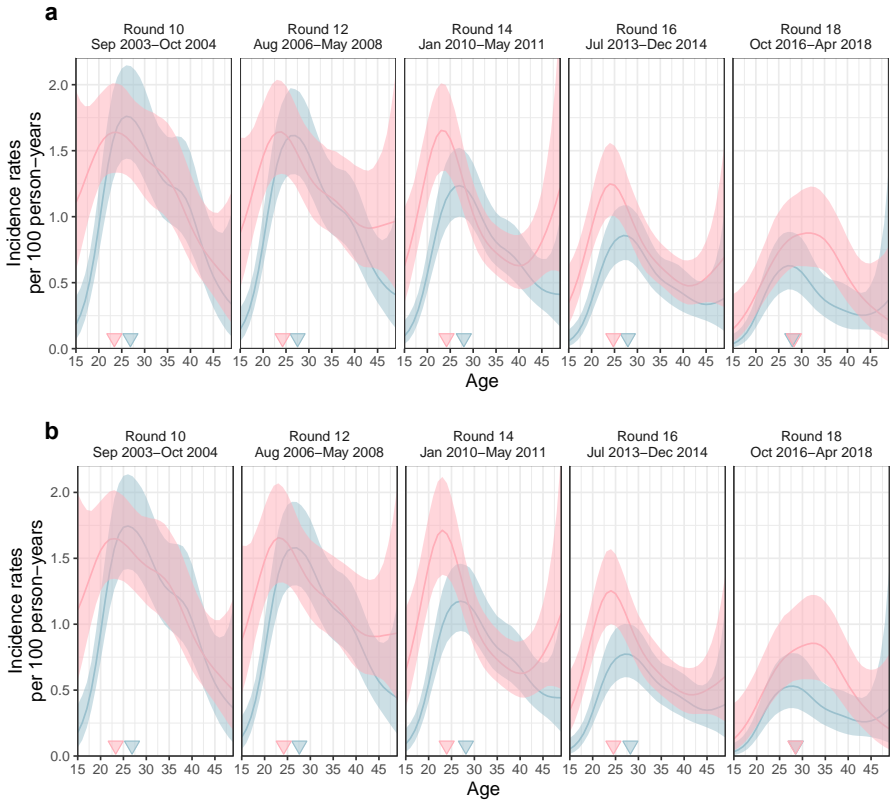 a
Round 10
Sep 2003–Oct 2004
Round 12
Aug 2006–May 2008
Round 14
Jan 2010–May 2011
Round 16
Jul 2013–Dec 2014
Round 18
Oct 2016–Apr 2018
Incidence rates
per 100 person−years
2.0
1.5
1.0
0.5
0.0
15 20 25 30 35 40 45
15 20 25 30 35 40 45
15 20 25 30 35 40 45
15 20 25 30 35 40 45
15 20 25 30 35 40 45
Age
b
Round 10
Sep 2003–Oct 2004
Round 12
Aug 2006–May 2008
Round 14
Jan 2010–May 2011
Round 16
Jul 2013–Dec 2014
Round 18
Oct 2016–Apr 2018
Incidence rates
per 100 person−years
2.0
1.5
1.0
0.5
0.0
15 20 25 30 35 40 45
15 20 25 30 35 40 45
15 20 25 30 35 40 45
15 20 25 30 35 40 45
15 20 25 30 35 40 45
Age